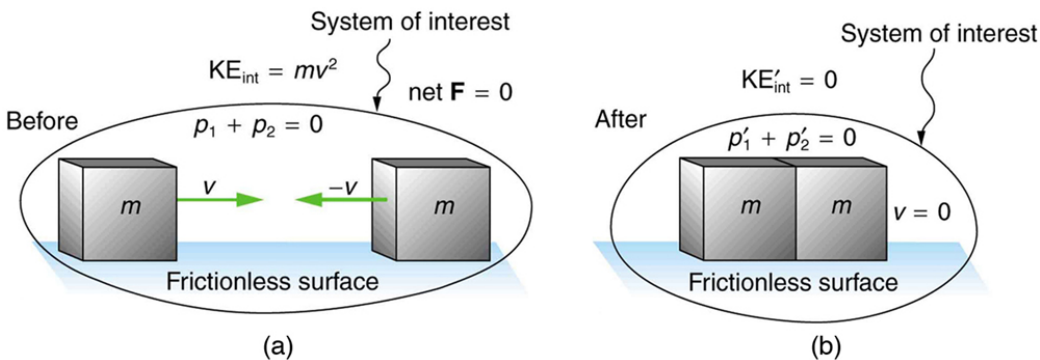 System of interest
KE_int = mv²
net F = 0
Before
p₁ + p₂ = 0
v
–v
m
m
Frictionless surface
(a)
System of interest
KE′_int = 0
After
p′₁ + p′₂ = 0
m
m
v = 0
Frictionless surface
(b)